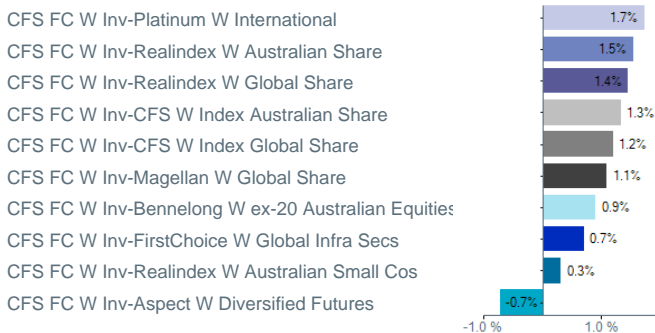 CFS FC W Inv-Platinum W International 1.7%
CFS FC W Inv-Realindex W Australian Share 1.5%
CFS FC W Inv-Realindex W Global Share 1.4%
CFS FC W Inv-CFS W Index Australian Share 1.3%
CFS FC W Inv-CFS W Index Global Share 1.2%
CFS FC W Inv-Magellan W Global Share 1.1%
CFS FC W Inv-Bennelong W ex-20 Australian Equities 0.9%
CFS FC W Inv-FirstChoice W Global Infra Secs 0.7%
CFS FC W Inv-Realindex W Australian Small Cos 0.3%
CFS FC W Inv-Aspect W Diversified Futures -0.7%
-1.0 % 1.0 %